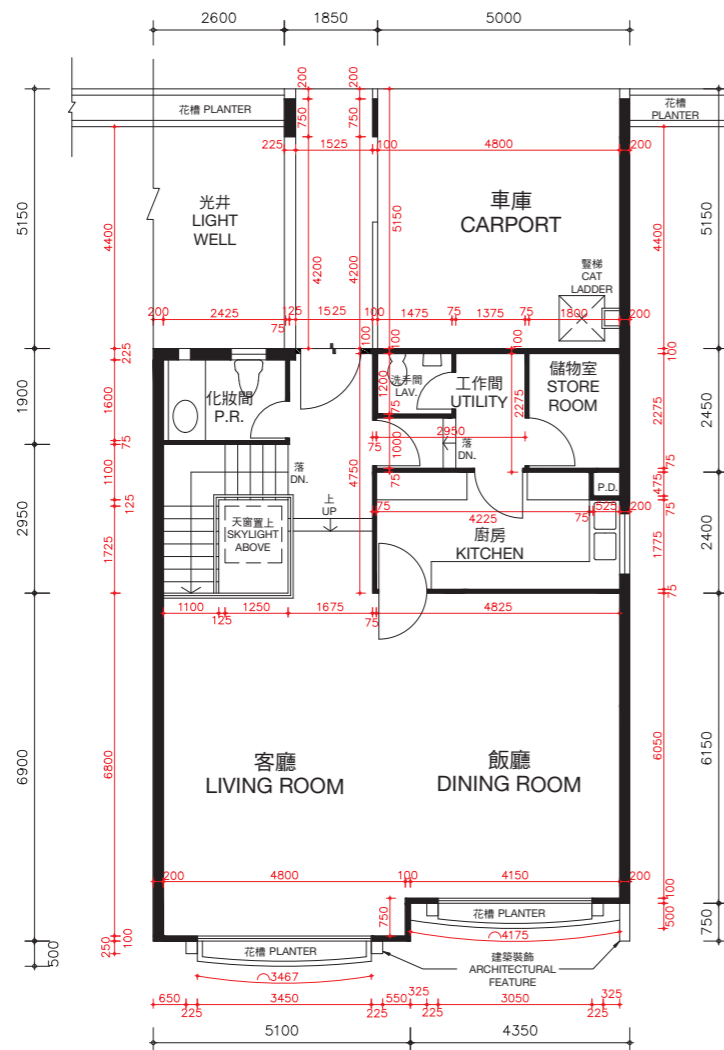 2600 1850 5000
200 200
花槽 PLANTER
花槽
PLANTER
750 750
225 1525 100 4800 200
5150
4400
光井
LIGHT
WELL
4200 4200
5150
車庫
CARPORT
豎梯
CAT
LADDER
4400
5150
200 2425 125 1525 100 1475 75 1375 75 1800 200
75
100 100 100
225 100
1900
1600
化妝間
P.R.
洗手間
LAV.
1200
工作間
UTILITY
2275
儲物室
STORE
ROOM
2275
2450
75 75 75 2950
1100
落
DN.
1000
落
DN.
4750
75 75
475
P.D.
125
上
UP
75 525 200
75
4225 75
2950
1725
天窗置上
SKYLIGHT
ABOVE
廚房
KITCHEN
1775
2400
75
1100 1250 1675 4825
125 75
6900
6800
客廳
LIVING ROOM
飯廳
DINING ROOM
6050
6150
200 4800 100 4150 200
100
750
花槽 PLANTER
500
750
4175
100
250
500
花槽 PLANTER
建築裝飾
ARCHITECTURAL
FEATURE
3467
325 325
650 3450 550 3050
225 225 225 225
5100 4350